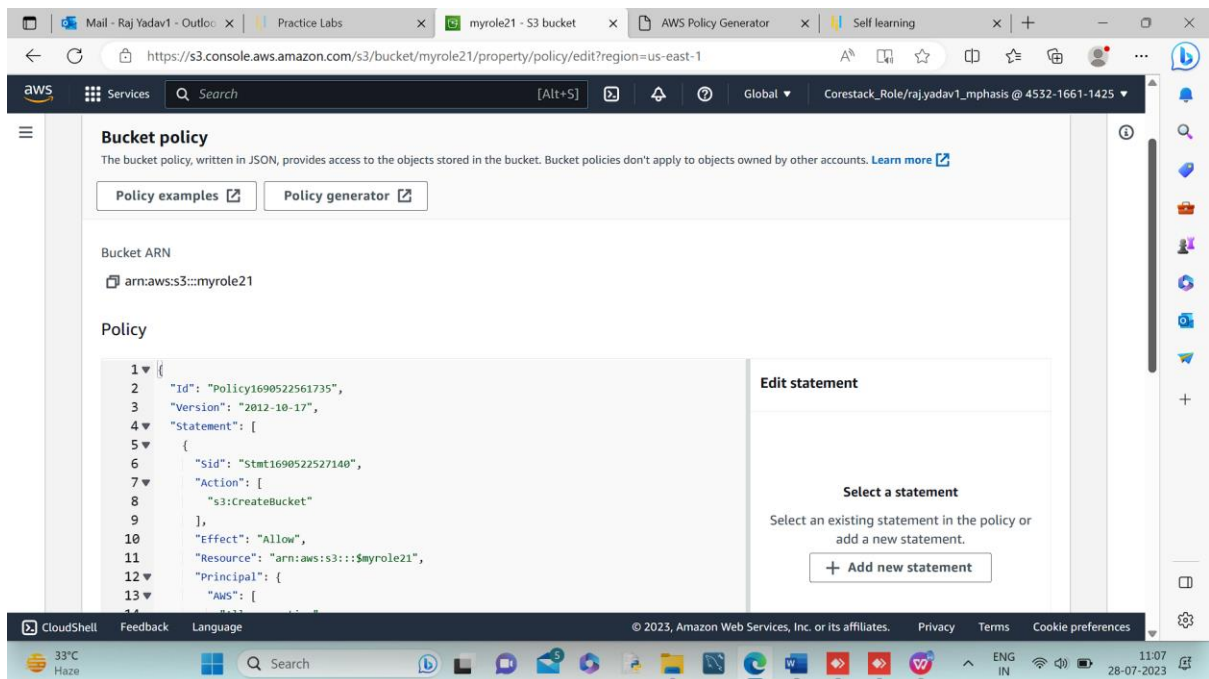 Mail - Raj Yadav1 - Outloo
Practice Labs
myrole21 - S3 bucket
AWS Policy Generator
Self learning
https://s3.console.aws.amazon.com/s3/bucket/myrole21/property/policy/edit?region=us-east-1
aws Services Search [Alt+S] Global Corestack_Role/raj.yadav1_mphasis @ 4532-1661-1425
Bucket policy
The bucket policy, written in JSON, provides access to the objects stored in the bucket. Bucket policies don't apply to objects owned by other accounts. Learn more
Policy examples Policy generator
Bucket ARN
arn:aws:s3:::myrole21
Policy
1 {
2 "Id": "Policy1690522561735",
3 "Version": "2012-10-17",
4 "Statement": [
5 {
6 "Sid": "Stmt1690522527140",
7 "Action": [
8 "s3:CreateBucket"
9 ],
10 "Effect": "Allow",
11 "Resource": "arn:aws:s3:::$myrole21",
12 "Principal": {
13 "AWS": [
Edit statement
Select a statement
Select an existing statement in the policy or
add a new statement.
+ Add new statement
CloudShell Feedback Language © 2023, Amazon Web Services, Inc. or its affiliates. Privacy Terms Cookie preferences
33°C
Haze
Search
5
ENG
IN
11:07
28-07-2023